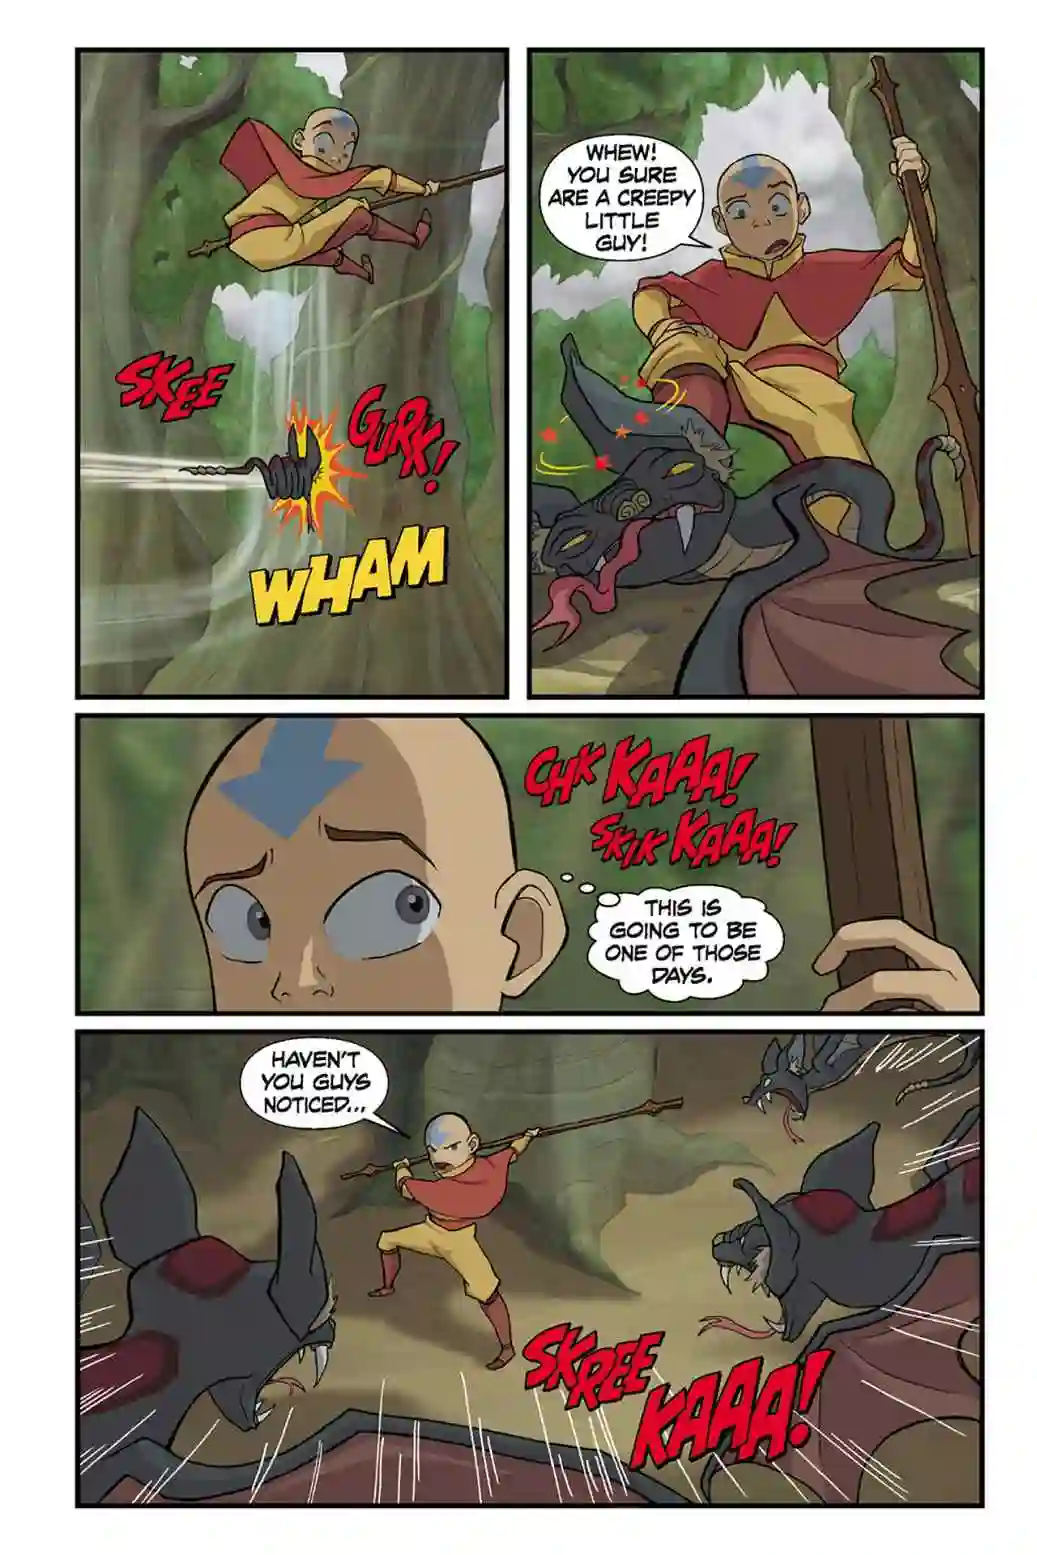 SKEE
GURK!
WHAM
WHEW!
YOU SURE
ARE A CREEPY
LITTLE
GUY!
CHK KAAA!
SKIK KAAA!
THIS IS
GOING TO BE
ONE OF THOSE
DAYS.
HAVEN'T
YOU GUYS
NOTICED...
SKREE
KAAA!